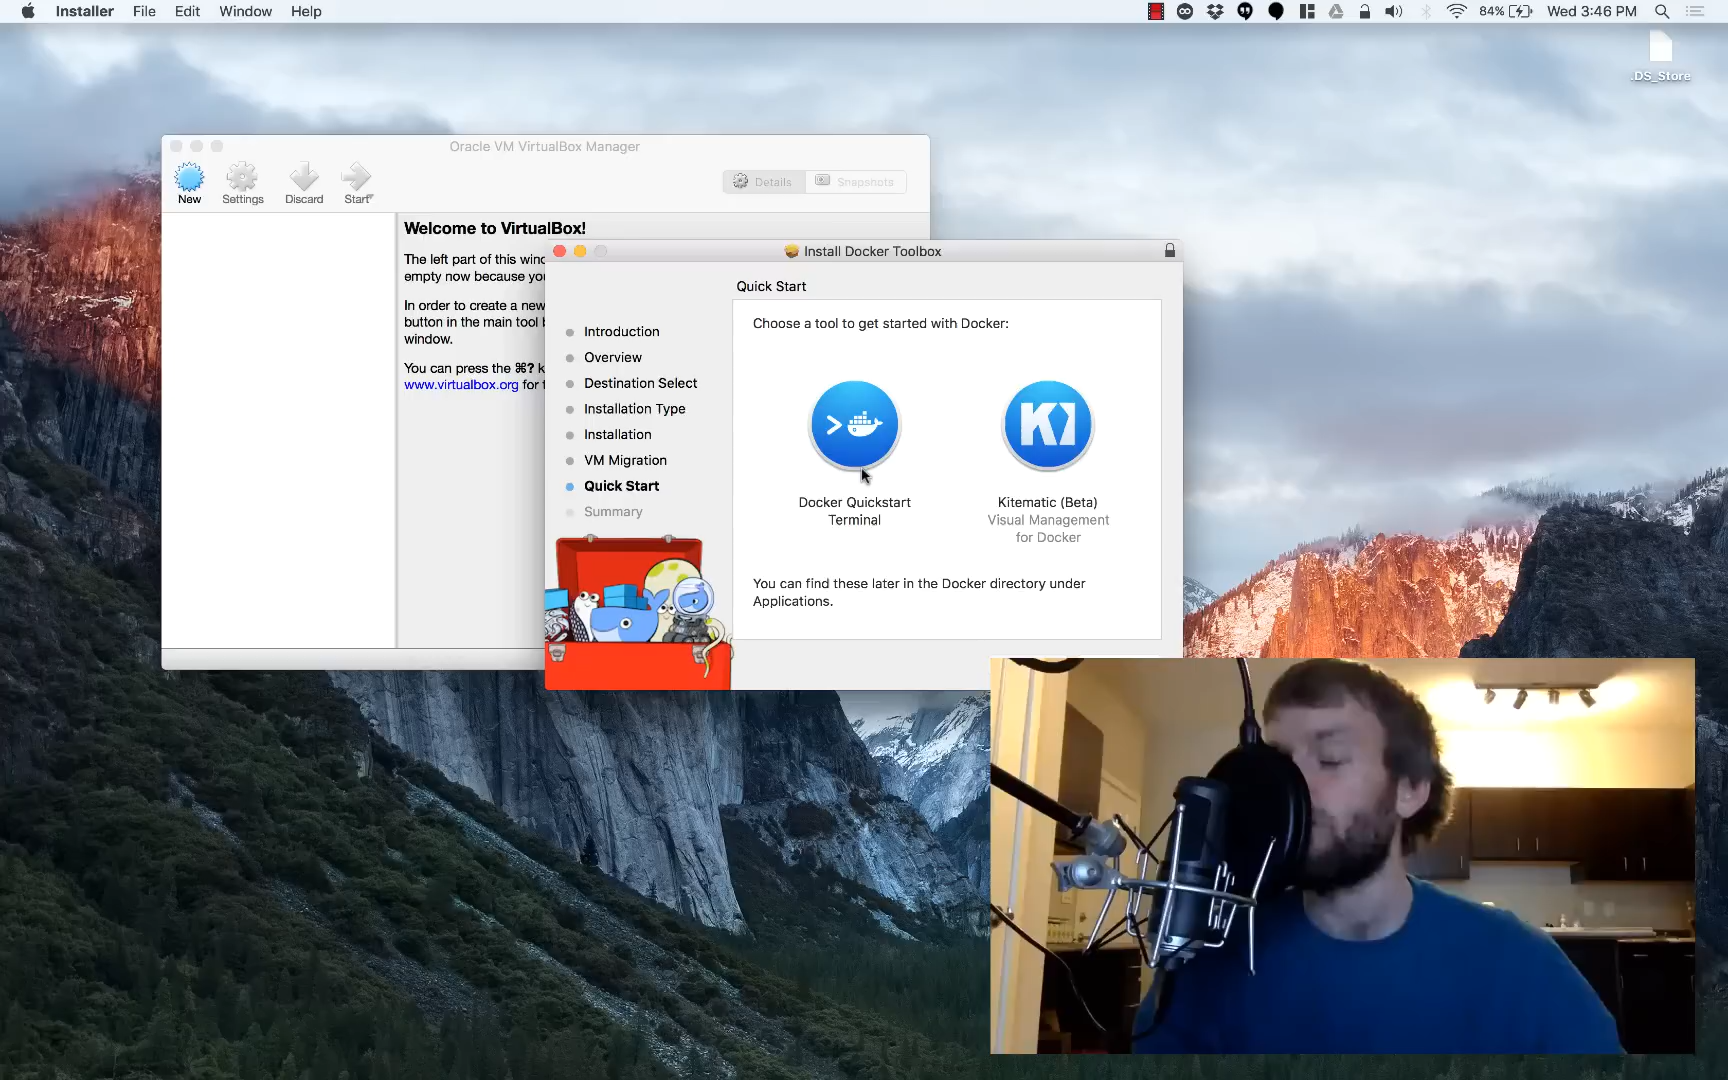 Installer File Edit Window Help 84% Wed 3:46 PM
.DS_Store
Oracle VM VirtualBox Manager
New Settings Discard Start Details Snapshots
Welcome to VirtualBox!
The left part of this wind
empty now because you
In order to create a new
button in the main tool b
window.
You can press the ⌘? k
www.virtualbox.org for t
Install Docker Toolbox
Quick Start
Introduction
Overview
Destination Select
Installation Type
Installation
VM Migration
Quick Start
Summary
Choose a tool to get started with Docker:
Docker Quickstart
Terminal
Kitematic (Beta)
Visual Management
for Docker
You can find these later in the Docker directory under
Applications.